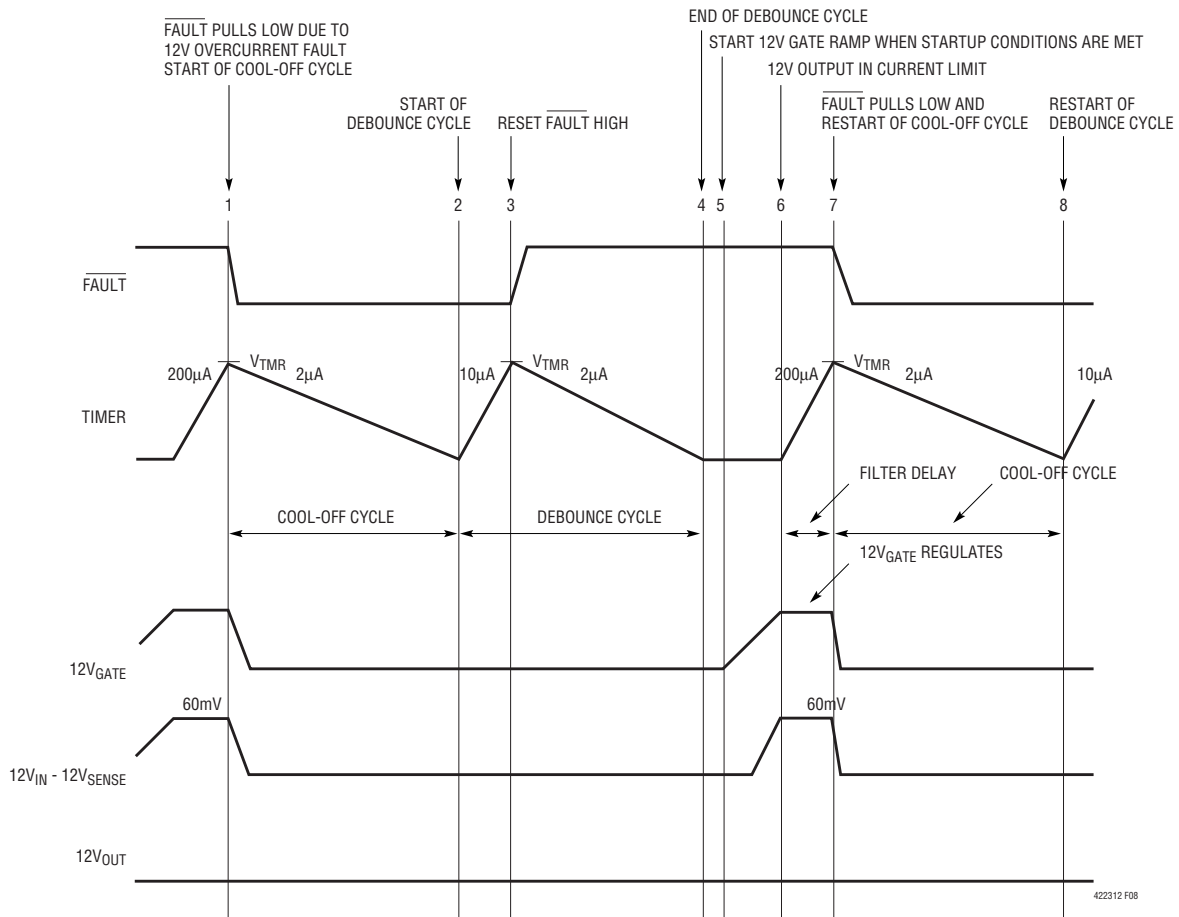 FAULT PULLS LOW DUE TO
12V OVERCURRENT FAULT
START OF COOL-OFF CYCLE
START OF
DEBOUNCE CYCLE
RESET FAULT HIGH
END OF DEBOUNCE CYCLE
START 12V GATE RAMP WHEN STARTUP CONDITIONS ARE MET
12V OUTPUT IN CURRENT LIMIT
FAULT PULLS LOW AND
RESTART OF COOL-OFF CYCLE
RESTART OF
DEBOUNCE CYCLE
1 2 3 4 5 6 7 8
FAULT
TIMER
200µA VTMR 2µA 10µA VTMR 2µA 200µA VTMR 2µA 10µA
FILTER DELAY
COOL-OFF CYCLE
COOL-OFF CYCLE
DEBOUNCE CYCLE
12VGATE REGULATES
12VGATE
60mV 60mV
12VIN - 12VSENSE
12VOUT
422312 F08